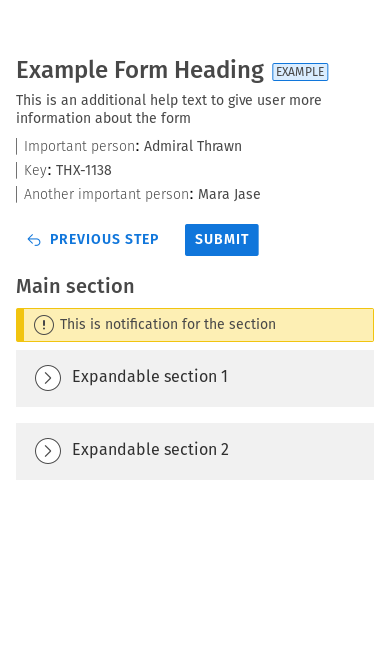 Example Form Heading EXAMPLE
This is an additional help text to give user more
information about the form
Important person: Admiral Thrawn
Key: THX-1138
Another important person: Mara Jase
PREVIOUS STEP SUBMIT
Main section
This is notification for the section
Expandable section 1
Expandable section 2